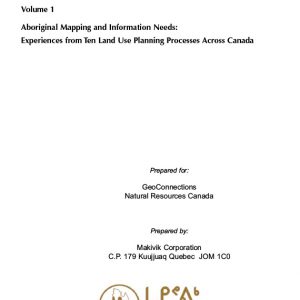 Volume 1
Aboriginal Mapping and Information Needs:
Experiences from Ten Land Use Planning Processes Across Canada
Prepared for:
GeoConnections
Natural Resources Canada
Prepared by:
Makivik Corporation
C.P. 179 Kuujjuaq Quebec JOM 1C0